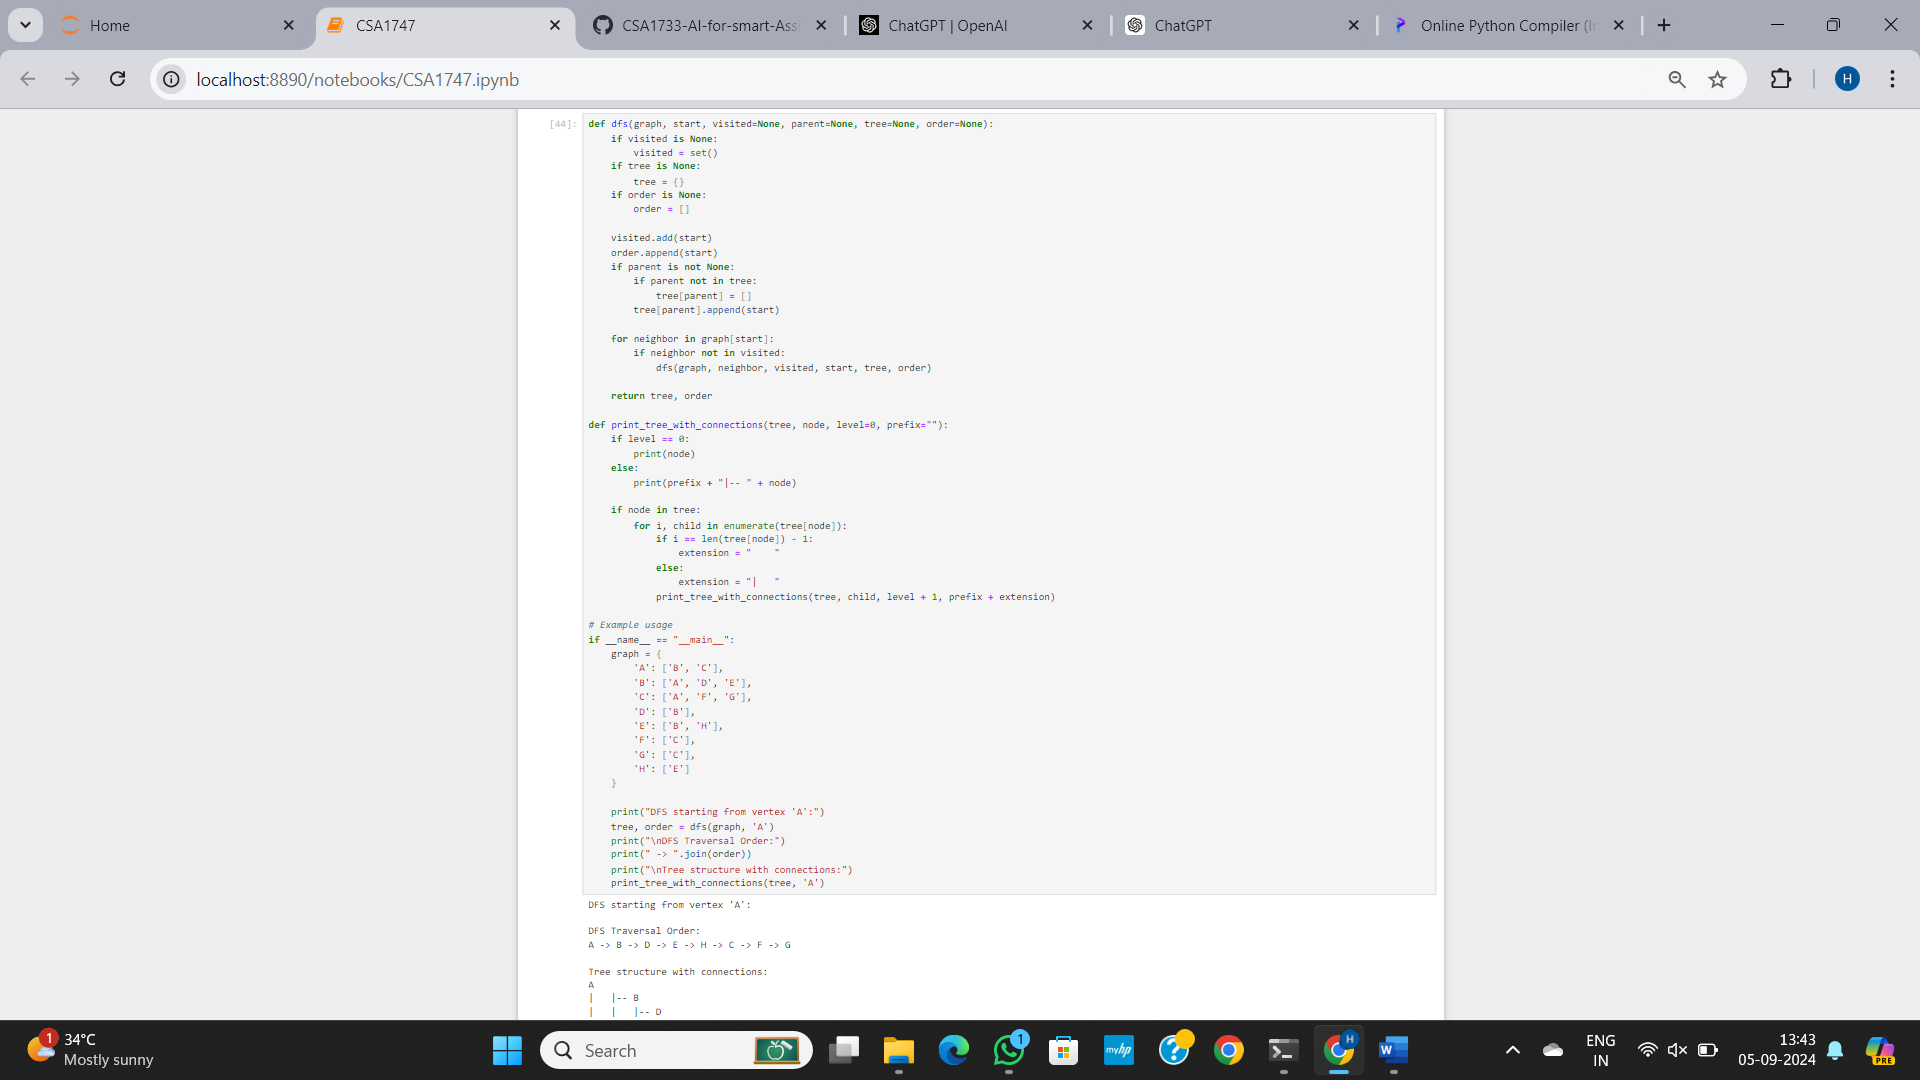 Home
CSA1747
CSA1733-AI-for-smart-Ass
ChatGPT | OpenAI
ChatGPT
Online Python Compiler (I
localhost:8890/notebooks/CSA1747.ipynb
H
[44]:
def dfs(graph, start, visited=None, parent=None, tree=None, order=None):
    if visited is None:
        visited = set()
    if tree is None:
        tree = {}
    if order is None:
        order = []

    visited.add(start)
    order.append(start)
    if parent is not None:
        if parent not in tree:
            tree[parent] = []
        tree[parent].append(start)

    for neighbor in graph[start]:
        if neighbor not in visited:
            dfs(graph, neighbor, visited, start, tree, order)

    return tree, order

def print_tree_with_connections(tree, node, level=0, prefix=""):
    if level == 0:
        print(node)
    else:
        print(prefix + "|-- " + node)

    if node in tree:
        for i, child in enumerate(tree[node]):
            if i == len(tree[node]) - 1:
                extension = "    "
            else:
                extension = "|   "
            print_tree_with_connections(tree, child, level + 1, prefix + extension)

# Example usage
if __name__ == "__main__":
    graph = {
        'A': ['B', 'C'],
        'B': ['A', 'D', 'E'],
        'C': ['A', 'F', 'G'],
        'D': ['B'],
        'E': ['B', 'H'],
        'F': ['C'],
        'G': ['C'],
        'H': ['E']
    }

    print("DFS starting from vertex 'A':")
    tree, order = dfs(graph, 'A')
    print("\nDFS Traversal Order:")
    print(" -> ".join(order))
    print("\nTree structure with connections:")
    print_tree_with_connections(tree, 'A')
DFS starting from vertex 'A':

DFS Traversal Order:
A -> B -> D -> E -> H -> C -> F -> G

Tree structure with connections:
A
|   |-- B
|   |   |-- D
1
34°C
Mostly sunny
Search
1
myhp
H
W
ENG
IN
13:43
05-09-2024
PRE